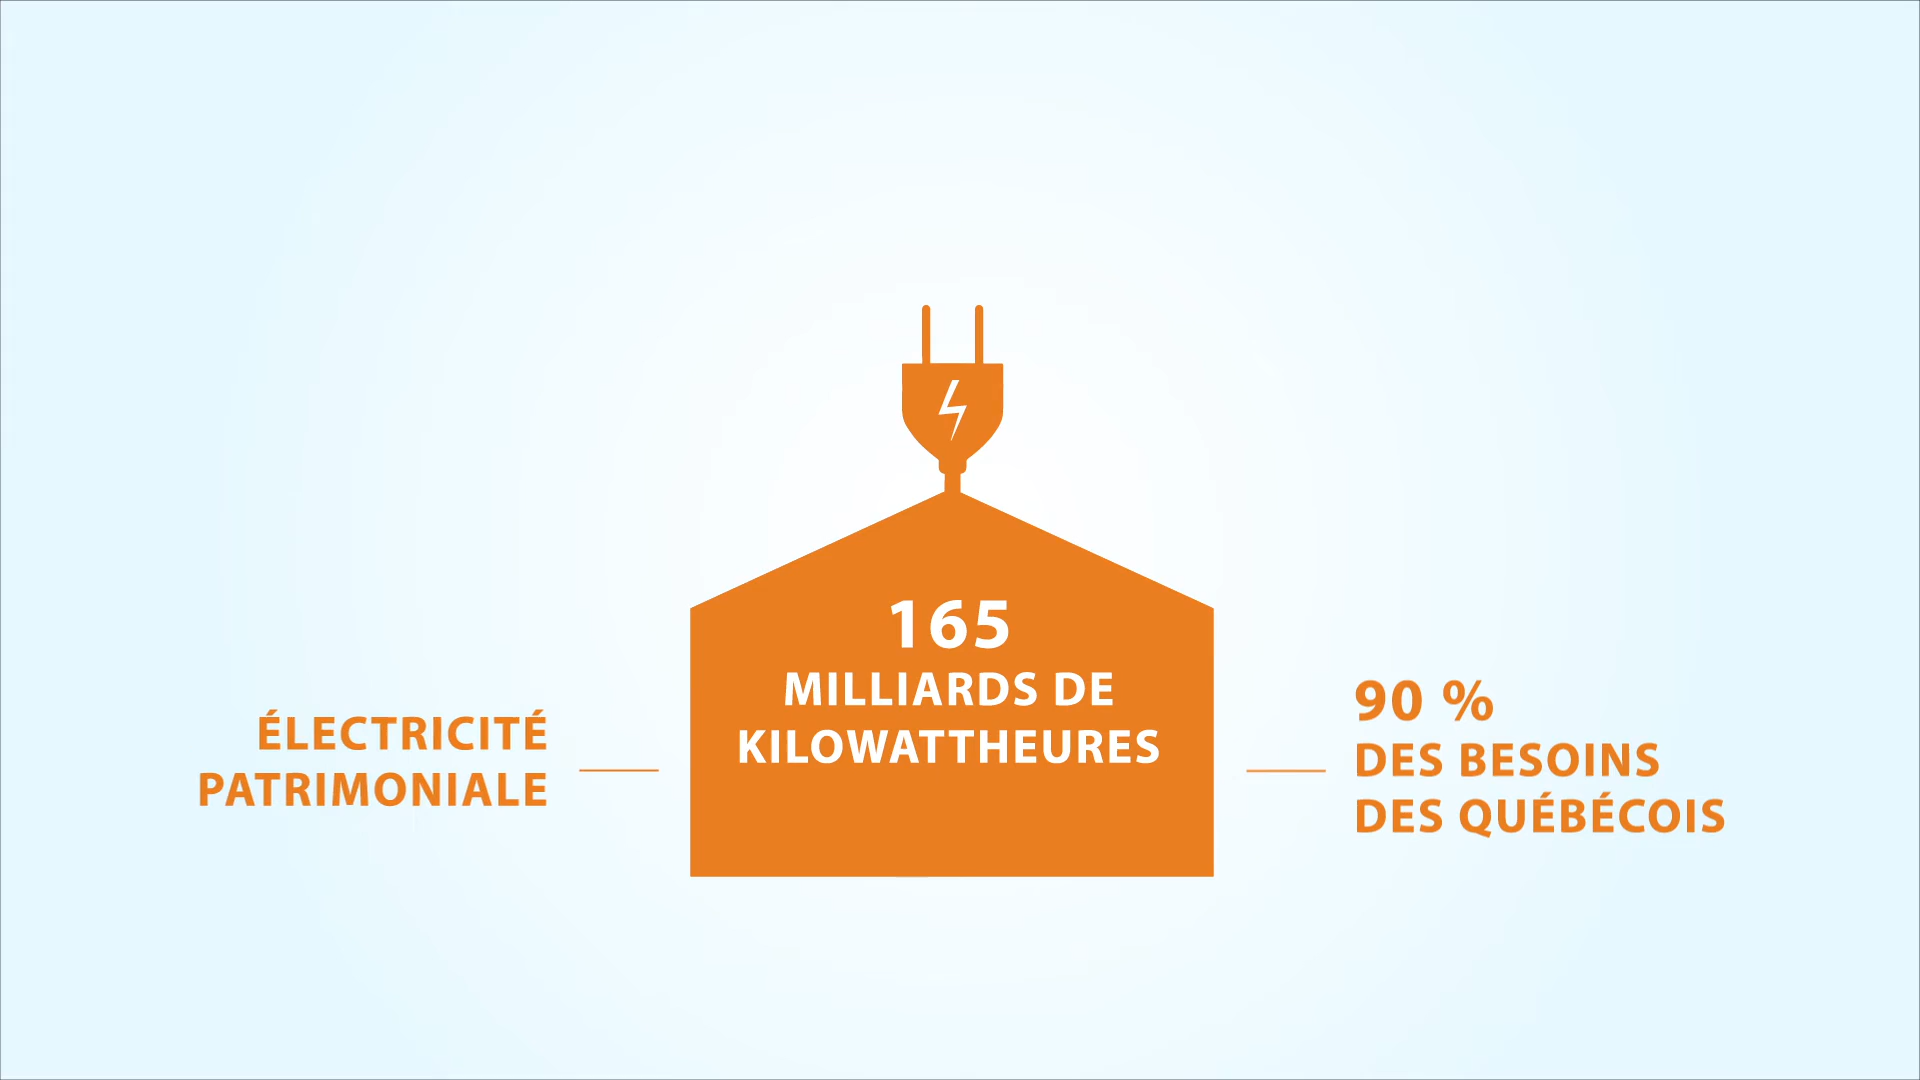 ÉLECTRICITÉ
PATRIMONIALE
165
MILLIARDS DE
KILOWATTHEURES
90 %
DES BESOINS
DES QUÉBÉCOIS